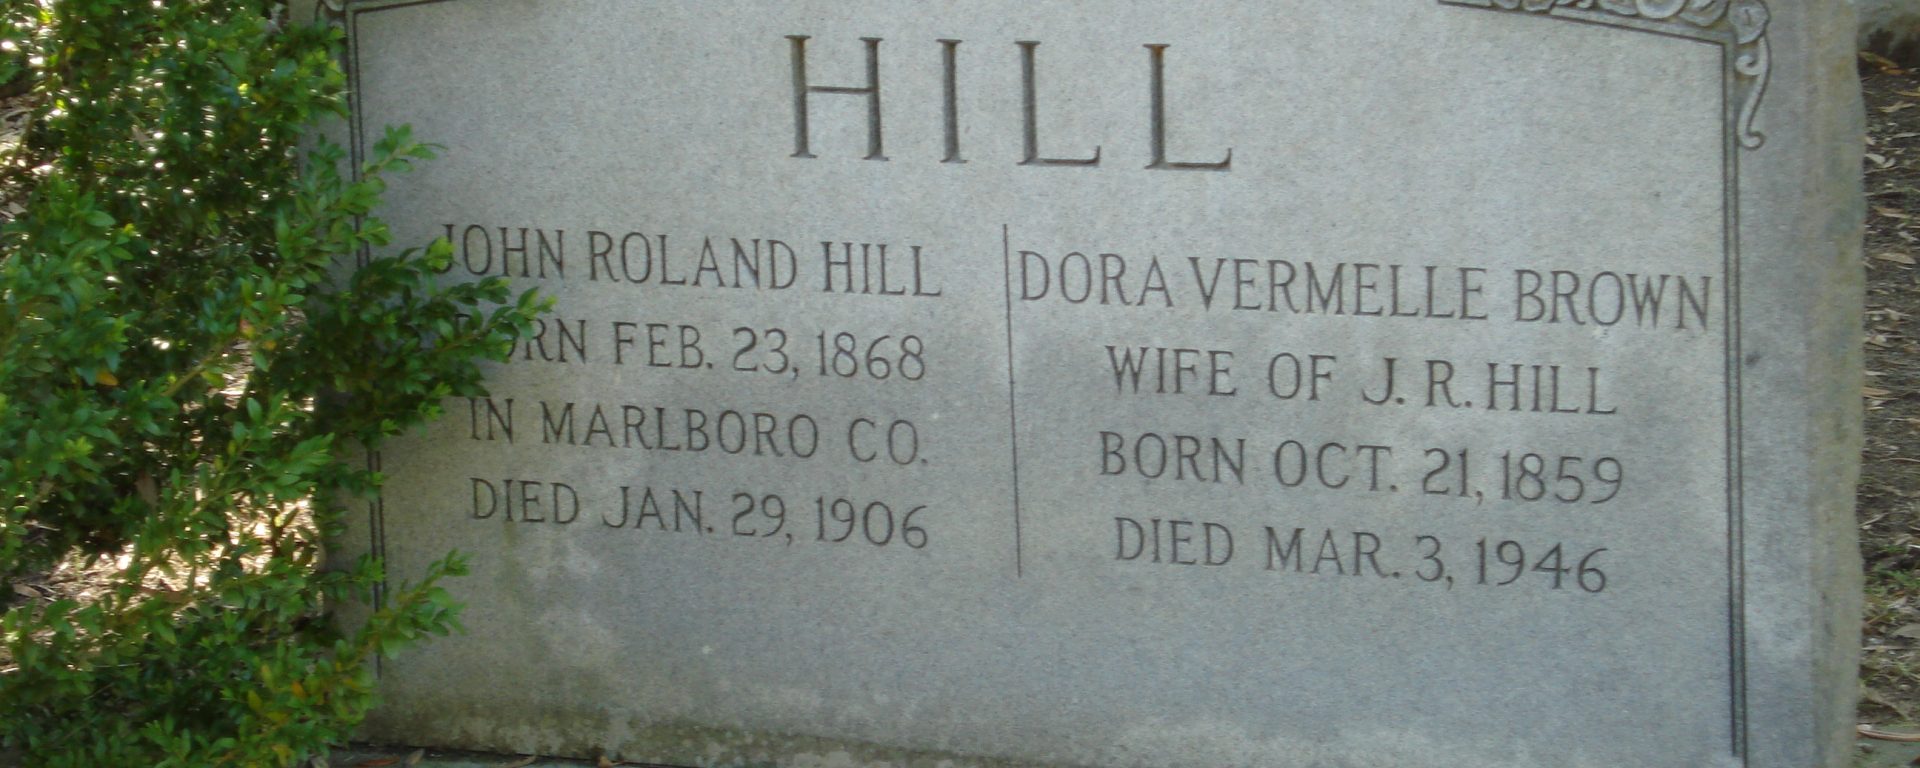 HILL
JOHN ROLAND HILL
BORN FEB. 23, 1868
IN MARLBORO CO.
DIED JAN. 29, 1906
DORA VERMELLE BROWN
WIFE OF J. R. HILL
BORN OCT. 21, 1859
DIED MAR. 3, 1946